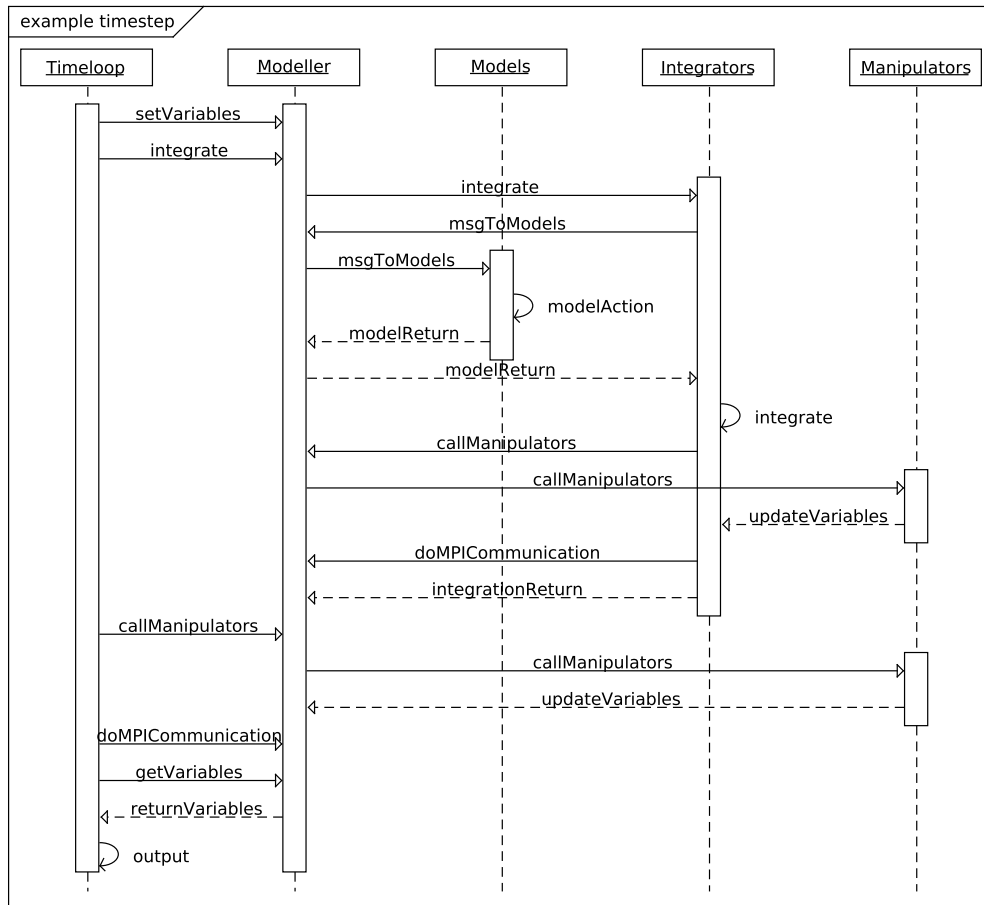 example timestep
Timeloop
Modeller
Models
Integrators
Manipulators
setVariables
integrate
integrate
msgToModels
msgToModels
modelAction
modelReturn
modelReturn
integrate
callManipulators
callManipulators
updateVariables
doMPICommunication
integrationReturn
callManipulators
callManipulators
updateVariables
doMPICommunication
getVariables
returnVariables
output